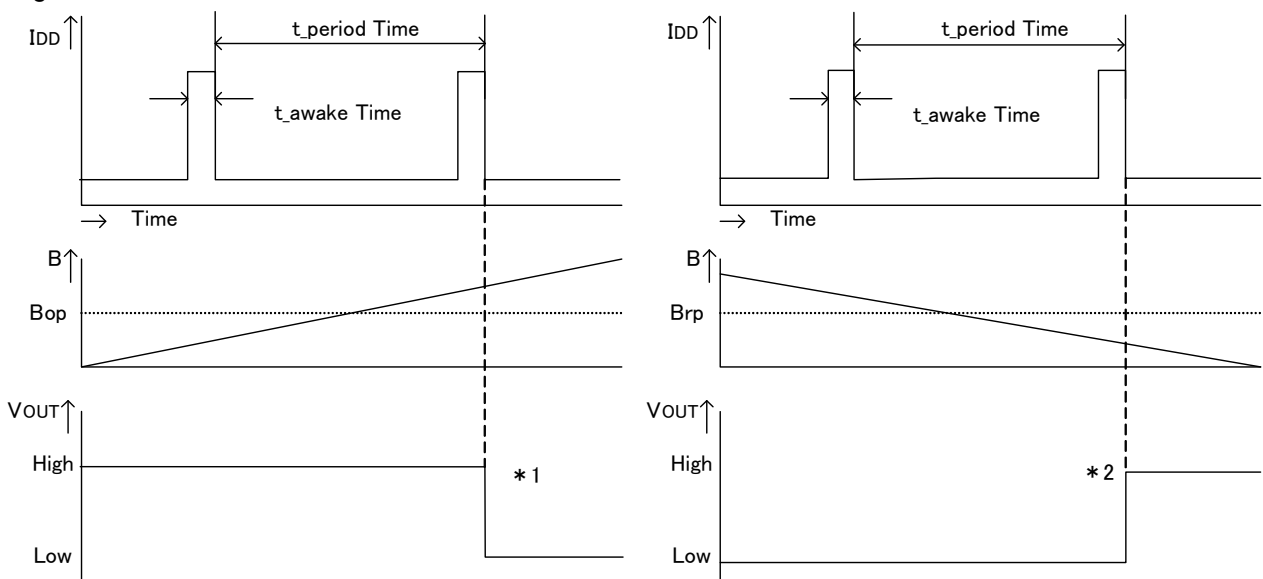 IDD
t_period Time
t_awake Time
Time
B
Bop
VOUT
High
*1
Low
IDD
t_period Time
t_awake Time
Time
B
Brp
VOUT
High
*2
Low